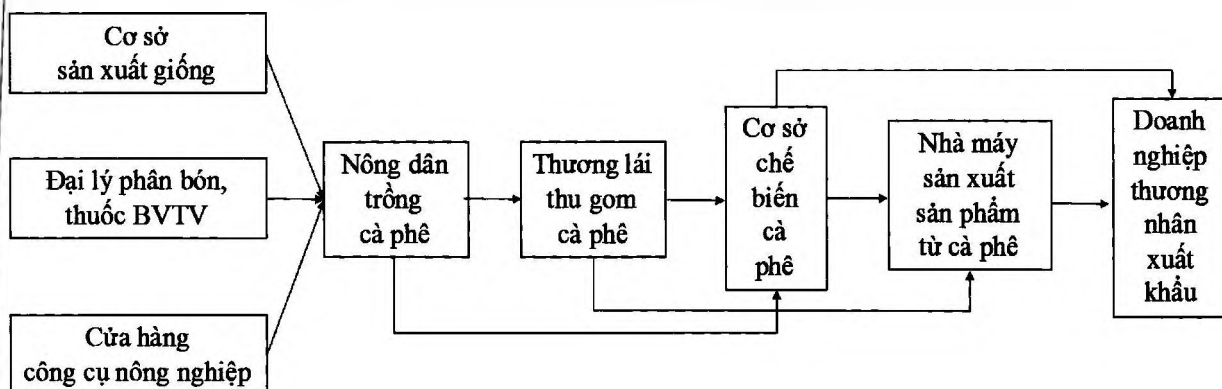 Cơ sở
sản xuất giống
Đại lý phân bón,
thuốc BVTV
Cửa hàng
công cụ nông nghiệp
Nông dân
trồng
cà phê
Thương lái
thu gom
cà phê
Cơ sở
chế
biến
cà
phê
Nhà máy
sản xuất
sản phẩm
từ cà phê
Doanh
nghiệp
thương
nhân
xuất
khẩu